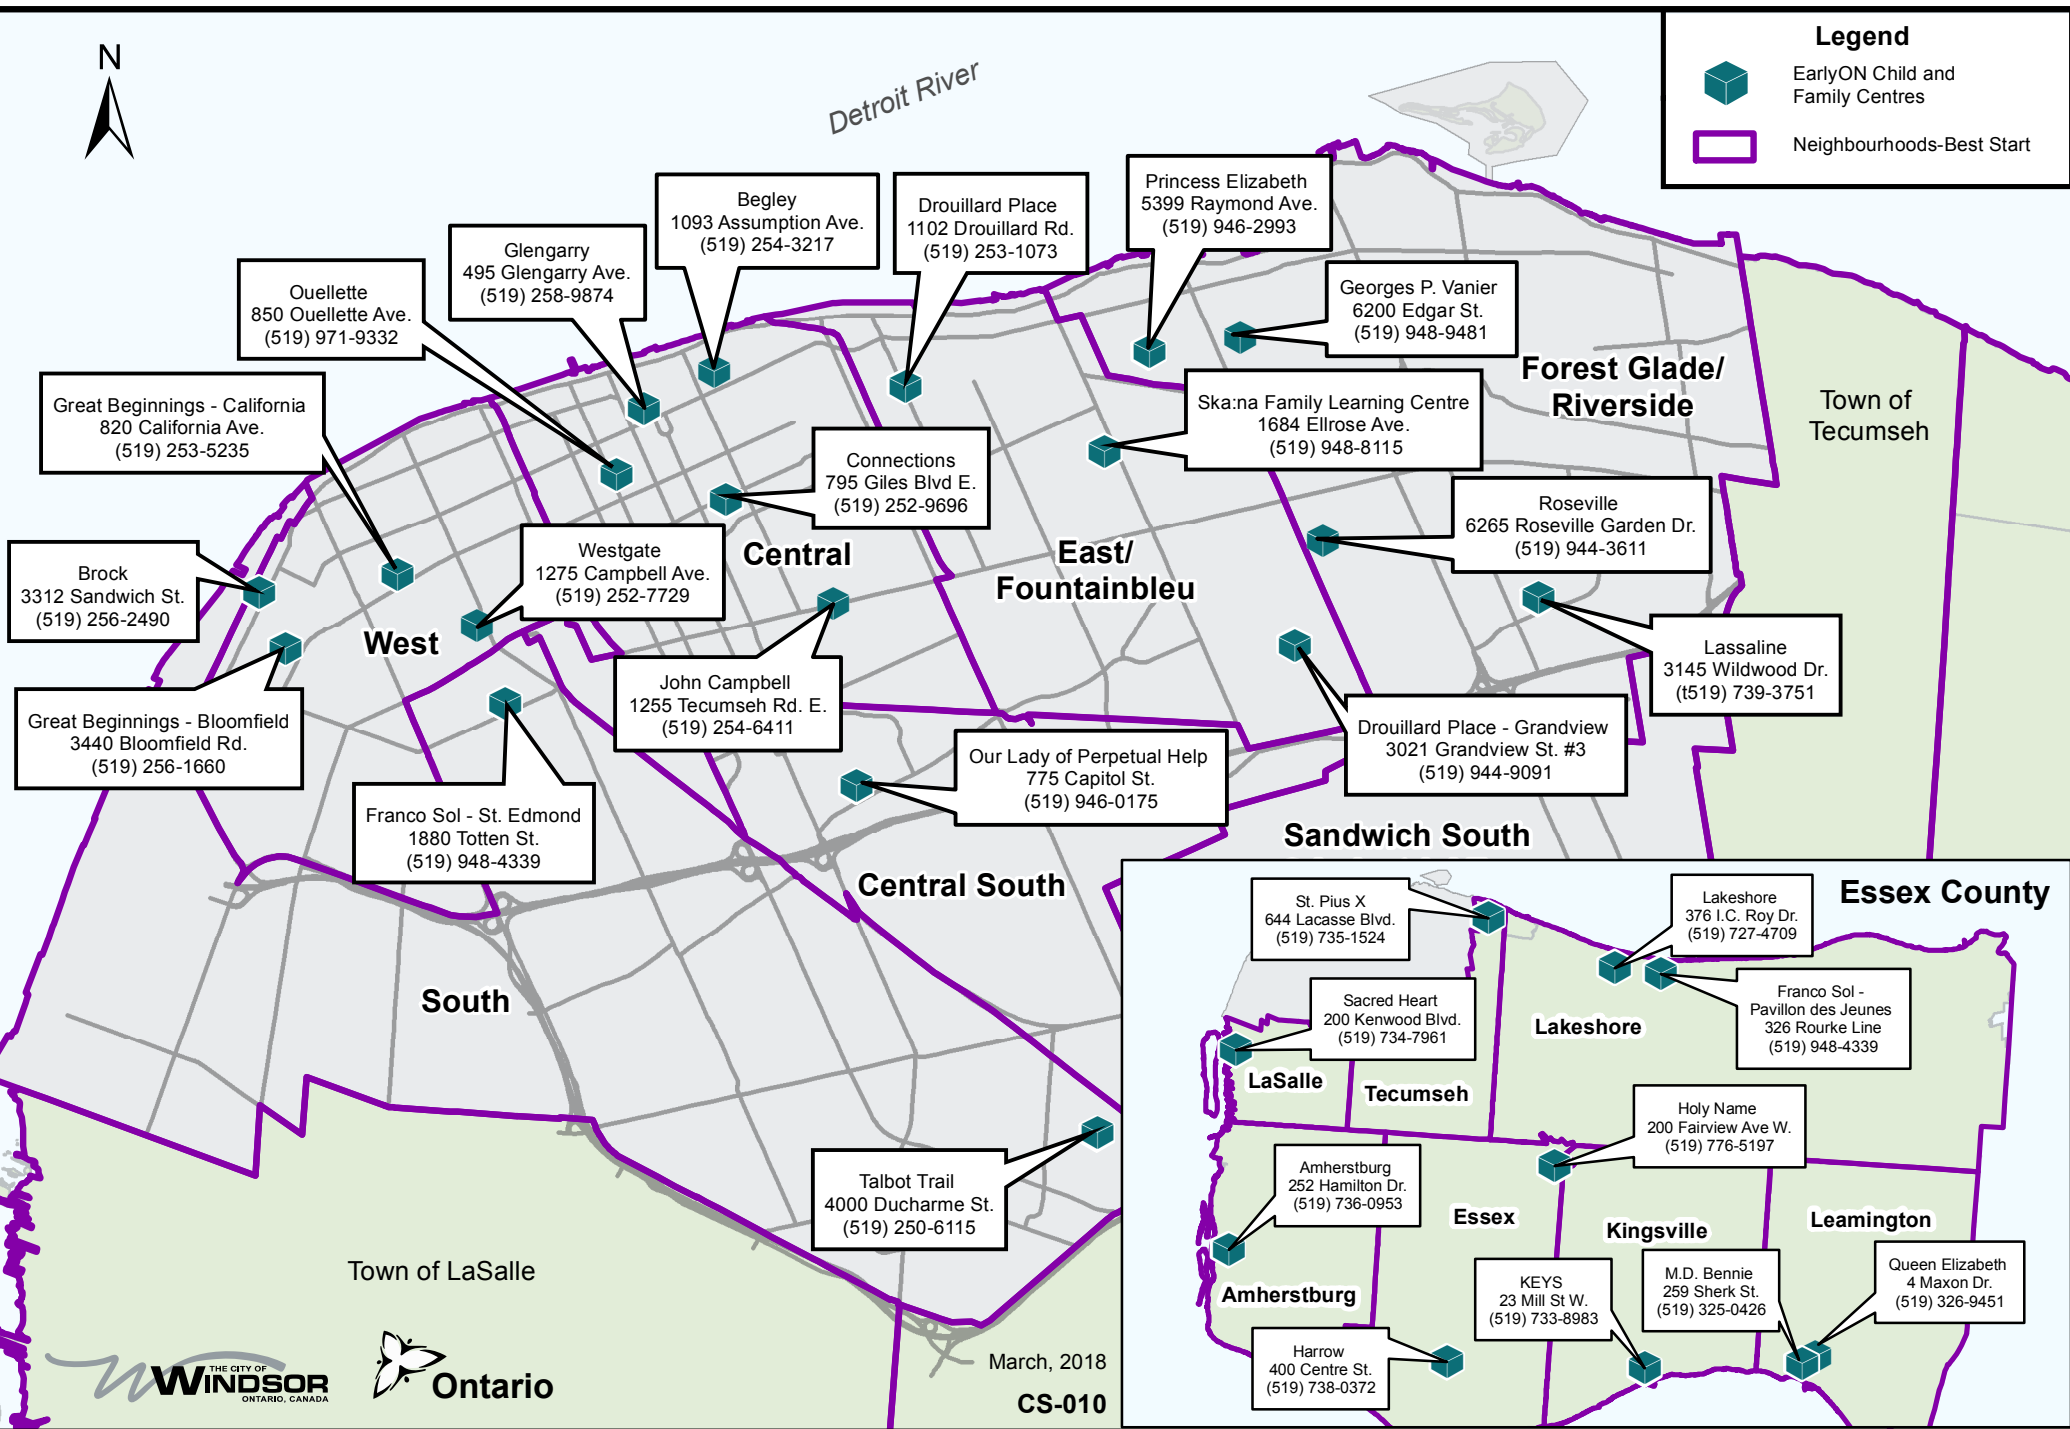 N
Detroit River
Legend
EarlyON Child and
Family Centres
Neighbourhoods-Best Start
Princess Elizabeth
5399 Raymond Ave.
(519) 946-2993
Begley
1093 Assumption Ave.
(519) 254-3217
Drouillard Place
1102 Drouillard Rd.
(519) 253-1073
Glengarry
495 Glengarry Ave.
(519) 258-9874
Ouellette
850 Ouellette Ave.
(519) 971-9332
Georges P. Vanier
6200 Edgar St.
(519) 948-9481
Forest Glade/
Riverside
Town of
Tecumseh
Great Beginnings - California
820 California Ave.
(519) 253-5235
Ska:na Family Learning Centre
1684 Ellrose Ave.
(519) 948-8115
Connections
795 Giles Blvd E.
(519) 252-9696
Roseville
6265 Roseville Garden Dr.
(519) 944-3611
Central
East/
Fountainbleu
Westgate
1275 Campbell Ave.
(519) 252-7729
Brock
3312 Sandwich St.
(519) 256-2490
West
Lassaline
3145 Wildwood Dr.
(t519) 739-3751
John Campbell
1255 Tecumseh Rd. E.
(519) 254-6411
Great Beginnings - Bloomfield
3440 Bloomfield Rd.
(519) 256-1660
Drouillard Place - Grandview
3021 Grandview St. #3
(519) 944-9091
Our Lady of Perpetual Help
775 Capitol St.
(519) 946-0175
Franco Sol - St. Edmond
1880 Totten St.
(519) 948-4339
Sandwich South
Central South
South
Talbot Trail
4000 Ducharme St.
(519) 250-6115
Town of LaSalle
THE CITY OF
WINDSOR
ONTARIO, CANADA
Ontario
March, 2018
CS-010
Essex County
St. Pius X
644 Lacasse Blvd.
(519) 735-1524
Lakeshore
376 I.C. Roy Dr.
(519) 727-4709
Sacred Heart
200 Kenwood Blvd.
(519) 734-7961
Franco Sol -
Pavillon des Jeunes
326 Rourke Line
(519) 948-4339
Lakeshore
LaSalle
Tecumseh
Holy Name
200 Fairview Ave W.
(519) 776-5197
Amherstburg
252 Hamilton Dr.
(519) 736-0953
Essex
Kingsville
Leamington
Amherstburg
KEYS
23 Mill St W.
(519) 733-8983
M.D. Bennie
259 Sherk St.
(519) 325-0426
Queen Elizabeth
4 Maxon Dr.
(519) 326-9451
Harrow
400 Centre St.
(519) 738-0372